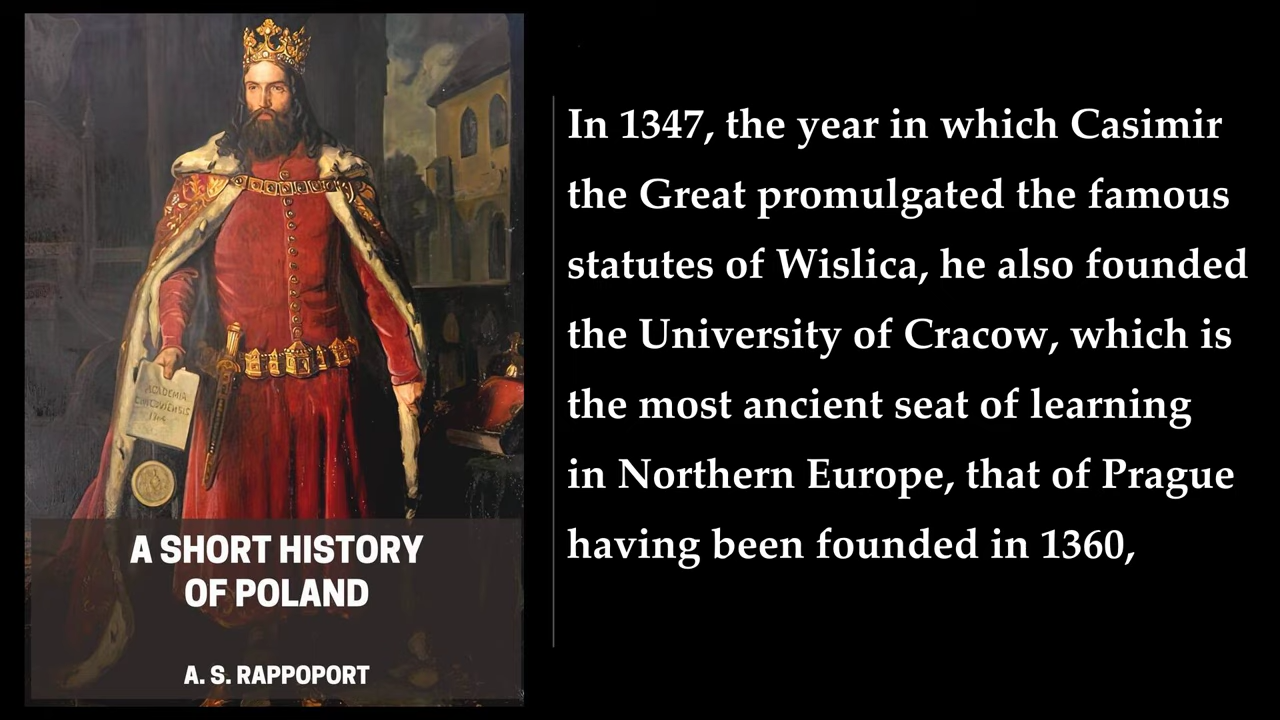 ACADEMIA
A SHORT HISTORY
OF POLAND
A. S. RAPPOPORT
In 1347, the year in which Casimir
the Great promulgated the famous
statutes of Wislica, he also founded
the University of Cracow, which is
the most ancient seat of learning
in Northern Europe, that of Prague
having been founded in 1360,